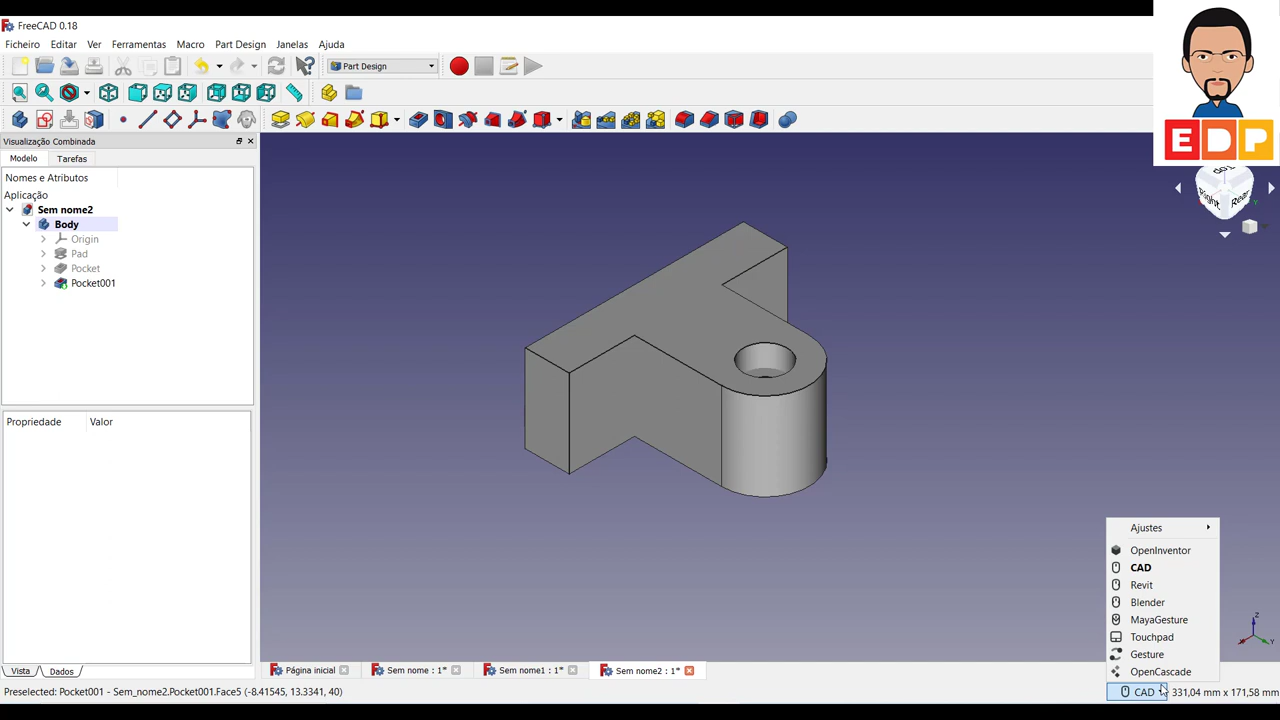 FreeCAD 0.18
Ficheiro Editar Ver Ferramentas Macro Part Design Janelas Ajuda
Part Design
EDP
Visualização Combinada
Modelo Tarefas
Nomes e Atributos
Aplicação
Sem nome2
Body
Origin
Pad
Pocket
Pocket001
Right Rear
Propriedade Valor
Ajustes
OpenInventor
CAD
Revit
Blender
MayaGesture
Touchpad
Gesture
OpenCascade
Z
Y
Vista Dados
Página inicial Sem nome : 1* Sem nome1 : 1* Sem nome2 : 1*
Preselected: Pocket001 - Sem_nome2.Pocket001.Face5 (-8.41545, 13.3341, 40)
CAD 331,04 mm x 171,58 mm